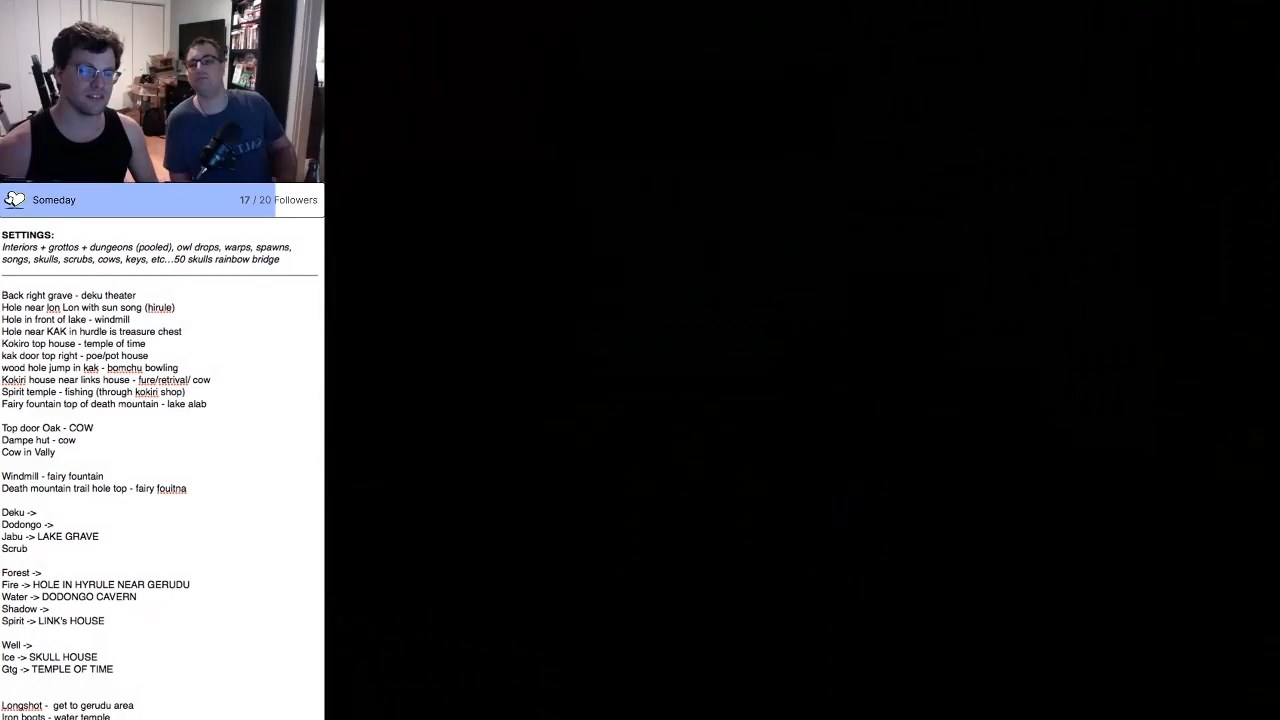 Someday 17 / 20 Followers
SETTINGS:
Interiors + grottos + dungeons (pooled), owl drops, warps, spawns,
songs, skulls, scrubs, cows, keys, etc...50 skulls rainbow bridge
Back right grave - deku theater
Hole near lon Lon with sun song (hirule)
Hole in front of lake - windmill
Hole near KAK in hurdle is treasure chest
Kokiro top house - temple of time
kak door top right - poe/pot house
wood hole jump in kak - bomchu bowling
Kokiri house near links house - fure/retrival/ cow
Spirit temple - fishing (through kokiri shop)
Fairy fountain top of death mountain - lake alab
Top door Oak - COW
Dampe hut - cow
Cow in Vally
Windmill - fairy fountain
Death mountain trail hole top - fairy fouitna
Deku ->
Dodongo ->
Jabu -> LAKE GRAVE
Scrub
Forest ->
Fire -> HOLE IN HYRULE NEAR GERUDU
Water -> DODONGO CAVERN
Shadow ->
Spirit -> LINK's HOUSE
Well ->
Ice -> SKULL HOUSE
Gtg -> TEMPLE OF TIME
Longshot - get to gerudu area
Iron boots - water temple